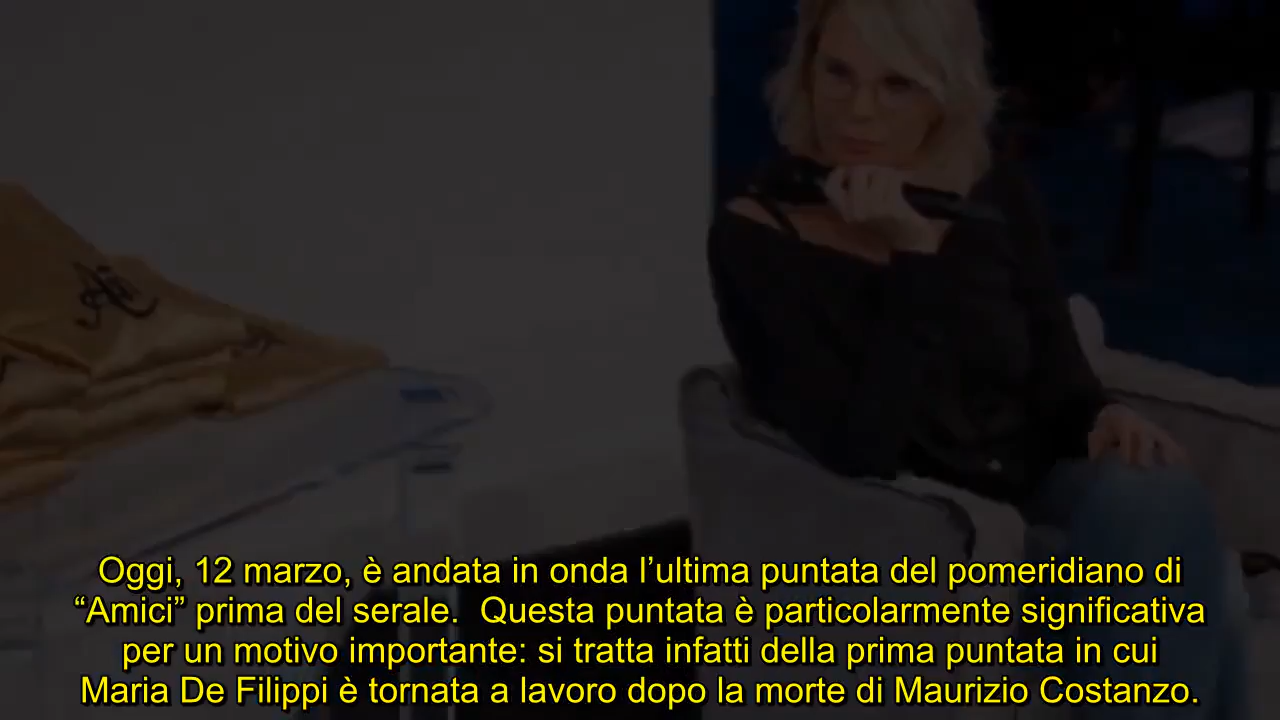 Oggi, 12 marzo, è andata in onda l’ultima puntata del pomeridiano di
“Amici” prima del serale.  Questa puntata è particolarmente significativa
per un motivo importante: si tratta infatti della prima puntata in cui
Maria De Filippi è tornata a lavoro dopo la morte di Maurizio Costanzo.